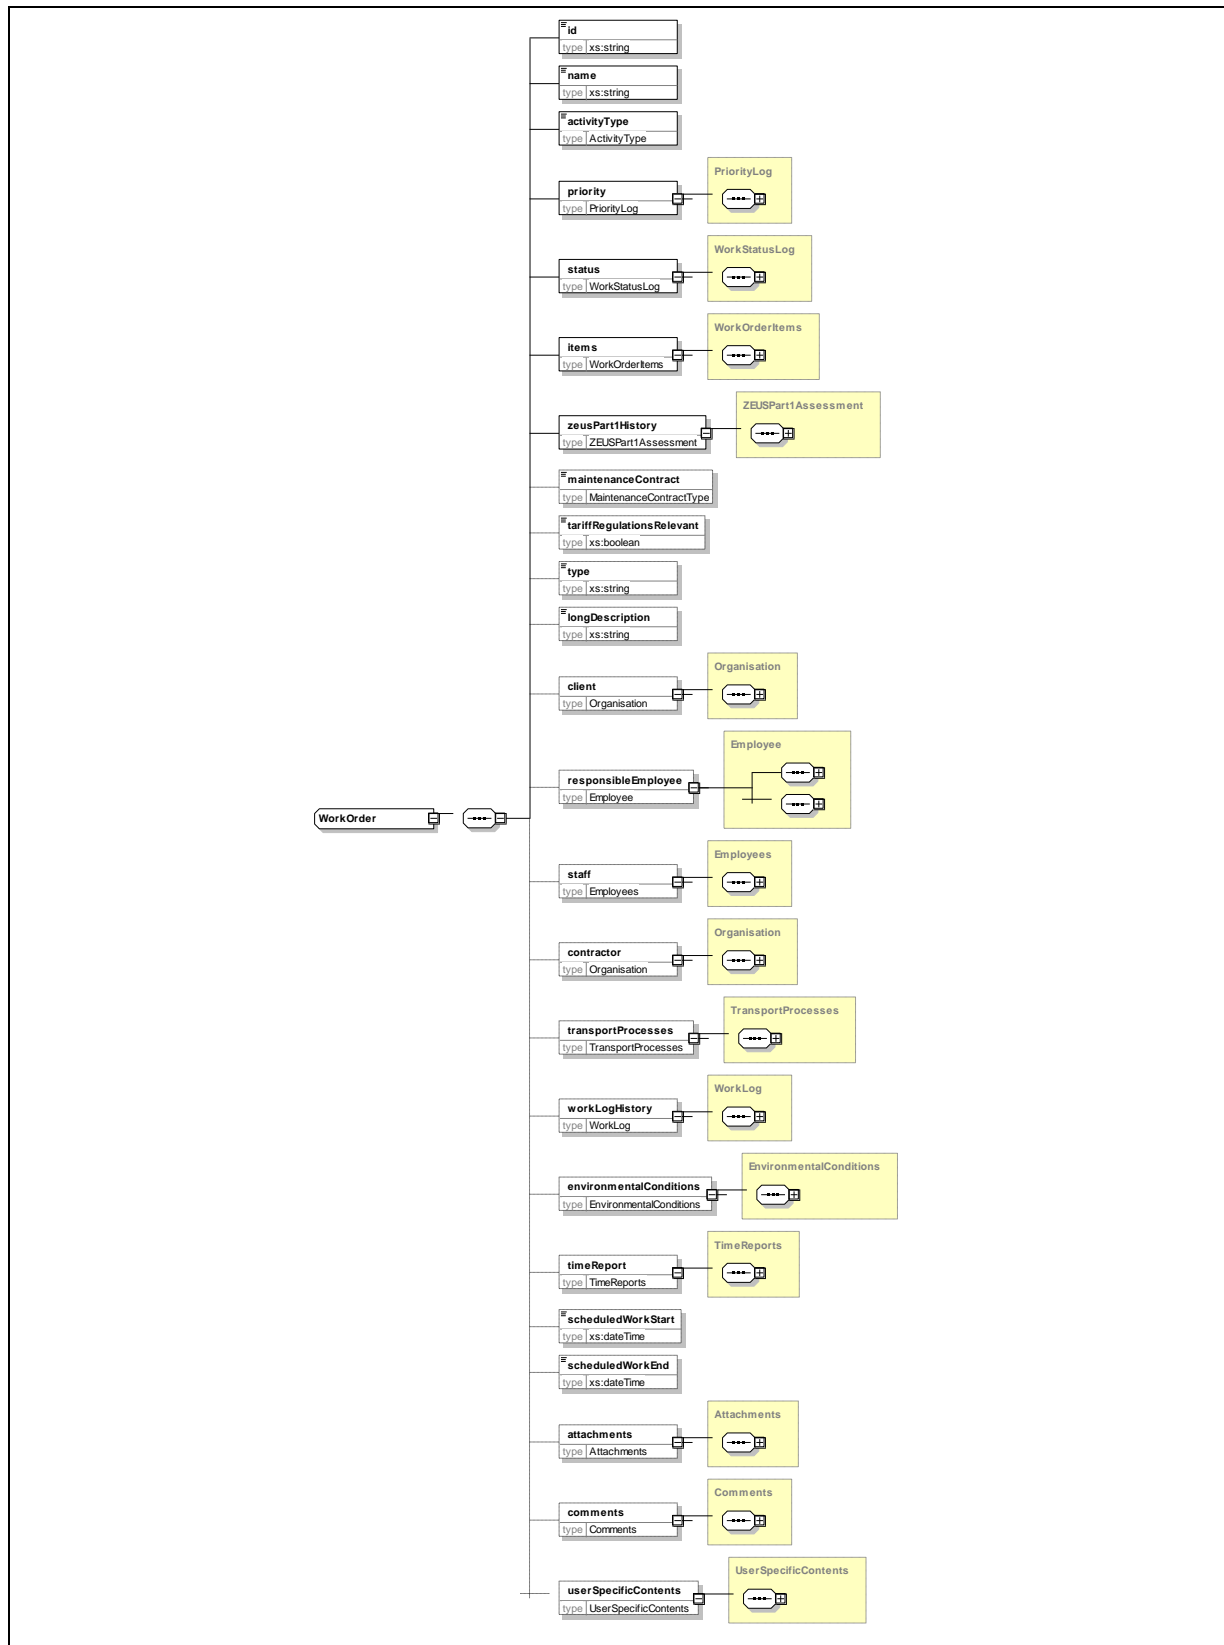 id
type xs:string
name
type xs:string
activityType
type ActivityType
PriorityLog
priority
type PriorityLog
WorkStatusLog
status
type WorkStatusLog
WorkOrderItems
items
type WorkOrderItems
ZEUSPart1Assessment
zeusPart1History
type ZEUSPart1Assessment
maintenanceContract
type MaintenanceContractType
tariffRegulationsRelevant
type xs:boolean
type
type xs:string
longDescription
type xs:string
Organisation
client
type Organisation
Employee
responsibleEmployee
type Employee
WorkOrder
Employees
staff
type Employees
Organisation
contractor
type Organisation
TransportProcesses
transportProcesses
type TransportProcesses
WorkLog
workLogHistory
type WorkLog
EnvironmentalConditions
environmentalConditions
type EnvironmentalConditions
TimeReports
timeReport
type TimeReports
scheduledWorkStart
type xs:dateTime
scheduledWorkEnd
type xs:dateTime
Attachments
attachments
type Attachments
Comments
comments
type Comments
UserSpecificContents
userSpecificContents
type UserSpecificContents